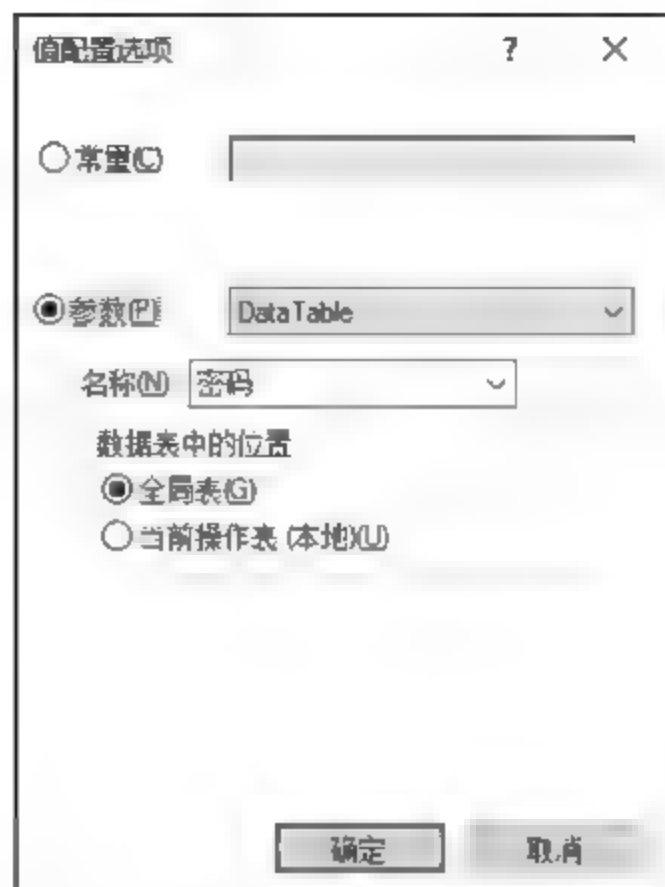 值配置选项 ?
常量(C)
参数(P) DataTable
名称(N) 密码
数据表中的位置
全局表(G)
当前操作表 (本地)(U)
确定 取消